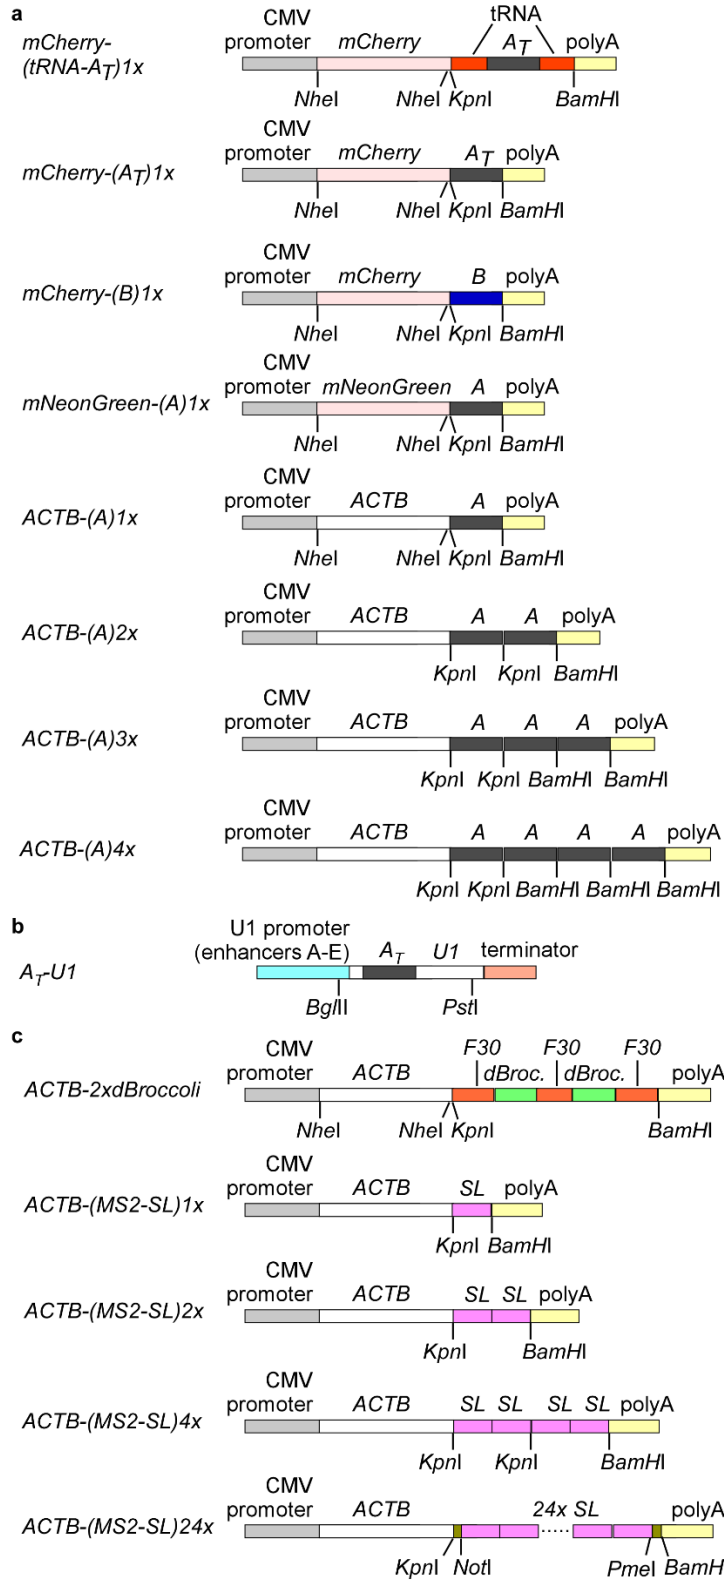 a
CMV
promoter
tRNA
mCherry-
(tRNA-AT)1x
mCherry
AT
polyA
NheI
NheI
KpnI
BamHI
CMV
promoter
mCherry-(AT)1x
mCherry
AT
polyA
NheI
NheI
KpnI
BamHI
CMV
promoter
mCherry-(B)1x
mCherry
B
polyA
NheI
NheI
KpnI
BamHI
CMV
promoter
mNeonGreen-(A)1x
mNeonGreen
A
polyA
NheI
NheI
KpnI
BamHI
CMV
promoter
ACTB-(A)1x
ACTB
A
polyA
NheI
NheI
KpnI
BamHI
CMV
promoter
ACTB-(A)2x
ACTB
A
A
polyA
KpnI
KpnI
BamHI
CMV
promoter
ACTB-(A)3x
ACTB
A
A
A
polyA
KpnI
KpnI
BamHI
BamHI
CMV
promoter
ACTB-(A)4x
ACTB
A
A
A
A
polyA
KpnI
KpnI
BamHI
BamHI
BamHI
b
U1 promoter
(enhancers A-E)
AT-U1
AT
U1
terminator
BglII
PstI
c
CMV
promoter
ACTB-2xdBroccoli
ACTB
F30
dBroc.
F30
dBroc.
F30
polyA
NheI
NheI
KpnI
BamHI
CMV
promoter
ACTB-(MS2-SL)1x
ACTB
SL
polyA
KpnI
BamHI
CMV
promoter
ACTB-(MS2-SL)2x
ACTB
SL
SL
polyA
KpnI
BamHI
CMV
promoter
ACTB-(MS2-SL)4x
ACTB
SL
SL
SL
SL
polyA
KpnI
KpnI
BamHI
CMV
promoter
ACTB-(MS2-SL)24x
ACTB
24x SL
polyA
KpnI
NotI
PmeI
BamH